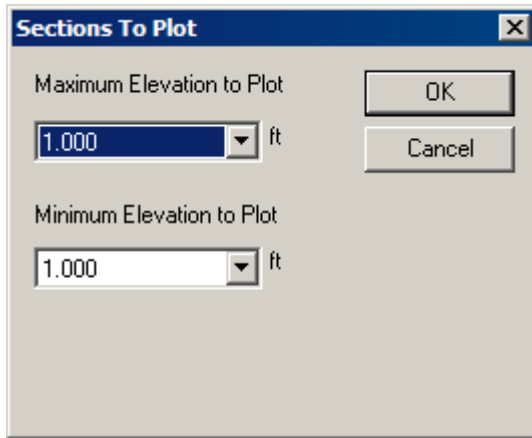 Sections To Plot
Maximum Elevation to Plot
1.000 ft
OK
Cancel
Minimum Elevation to Plot
1.000 ft